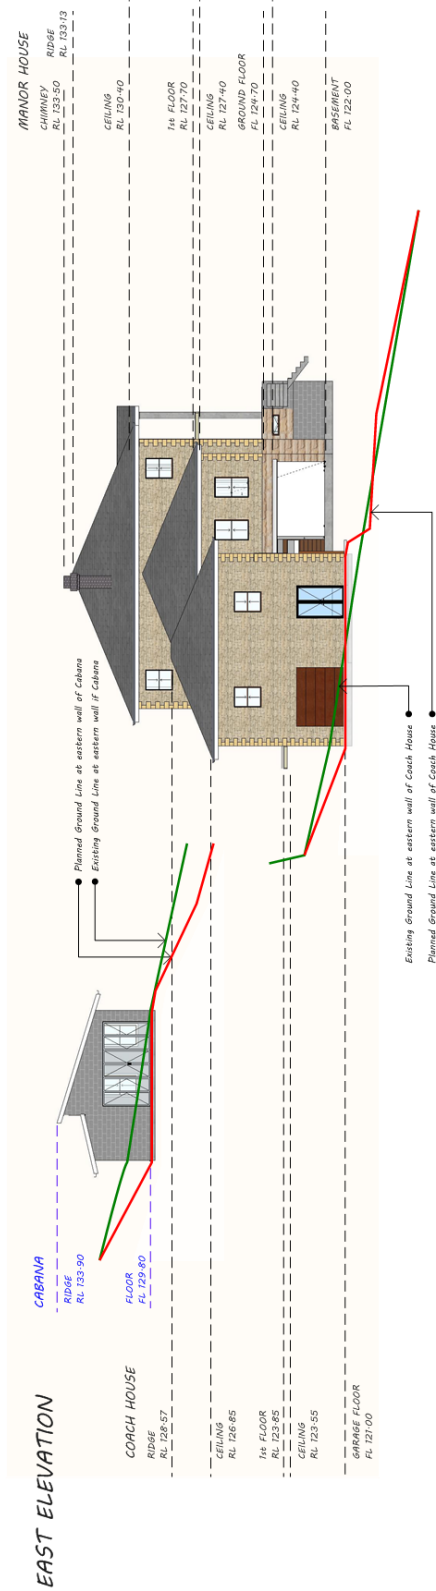 EAST ELEVATION
COACH HOUSE
RIDGE
RL 128·57
CEILING
RL 126·85
1st FLOOR
RL 123·85
CEILING
RL 123·55
GARAGE FLOOR
FL 121·00
CABANA
RIDGE
RL 133·90
FLOOR
FL 129·80
Planned Ground Line at eastern wall of Cabana
Existing Ground Line at eastern wall if Cabana
Existing Ground Line at eastern wall of Coach House
Planned Ground Line at eastern wall of Coach House
MANOR HOUSE
CHIMNEY
RL 133·50
RIDGE
RL 133·13
CEILING
RL 130·40
1st FLOOR
RL 127·70
CEILING
RL 127·40
GROUND FLOOR
FL 124·70
CEILING
RL 124·40
BASEMENT
FL 122·00